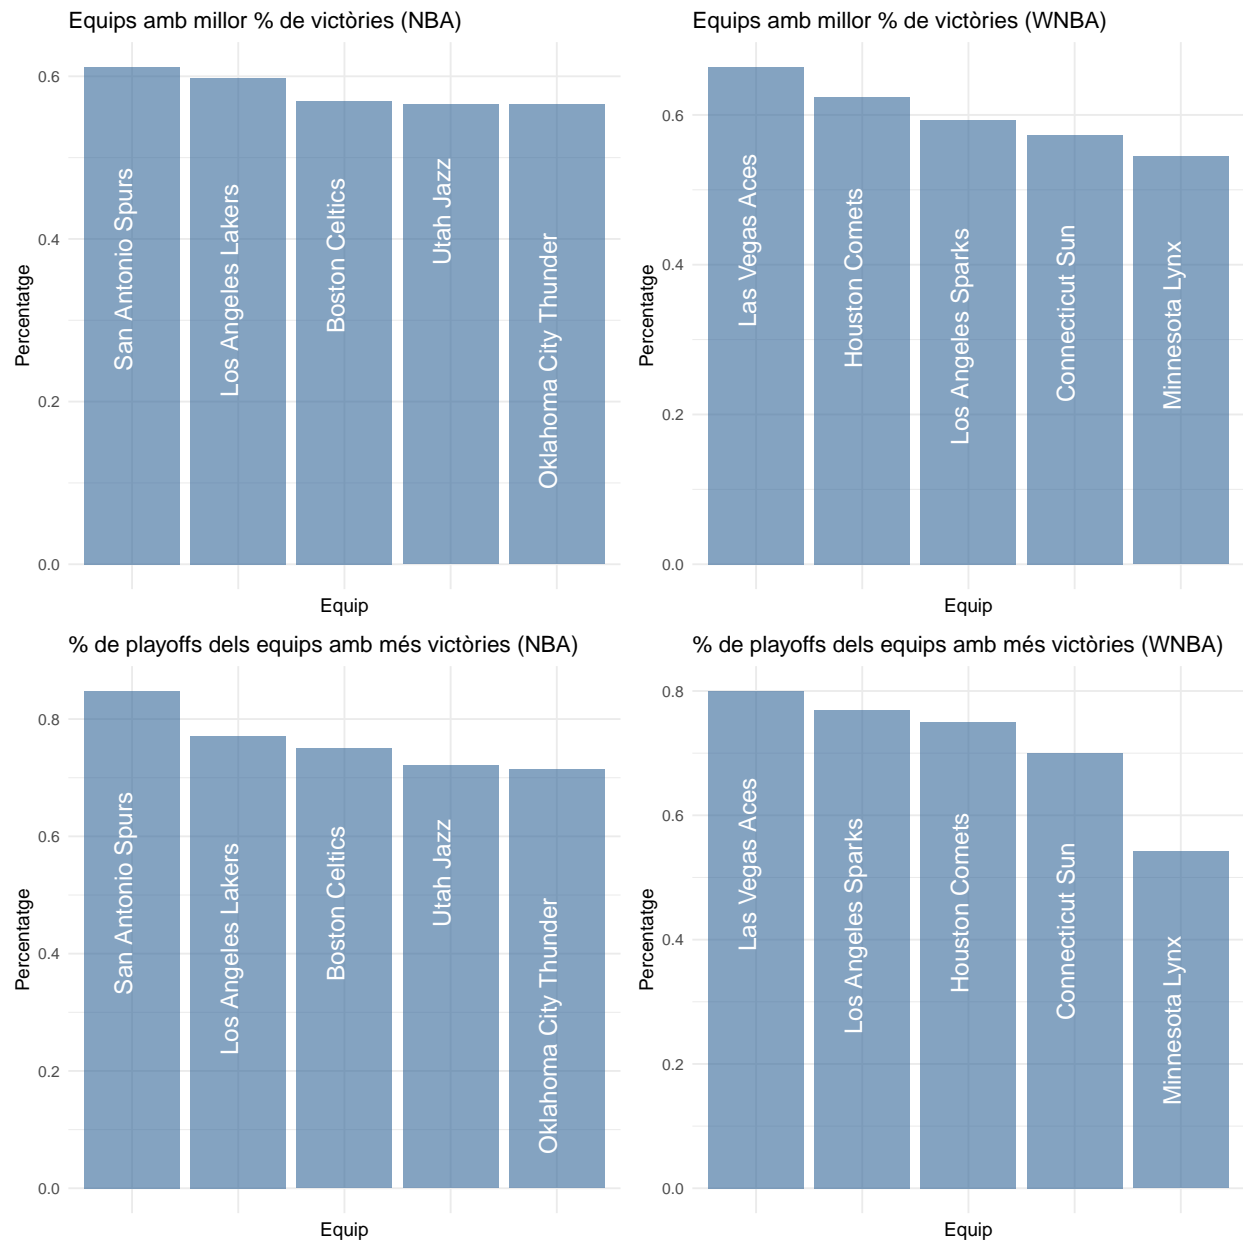 Equips amb millor % de victòries (NBA)
Percentatge
0.6
0.4
0.2
0.0
San Antonio Spurs
Los Angeles Lakers
Boston Celtics
Utah Jazz
Oklahoma City Thunder
Equip
Equips amb millor % de victòries (WNBA)
Percentatge
0.6
0.4
0.2
0.0
Las Vegas Aces
Houston Comets
Los Angeles Sparks
Connecticut Sun
Minnesota Lynx
Equip
% de playoffs dels equips amb més victòries (NBA)
Percentatge
0.8
0.6
0.4
0.2
0.0
San Antonio Spurs
Los Angeles Lakers
Boston Celtics
Utah Jazz
Oklahoma City Thunder
Equip
% de playoffs dels equips amb més victòries (WNBA)
Percentatge
0.8
0.6
0.4
0.2
0.0
Las Vegas Aces
Los Angeles Sparks
Houston Comets
Connecticut Sun
Minnesota Lynx
Equip